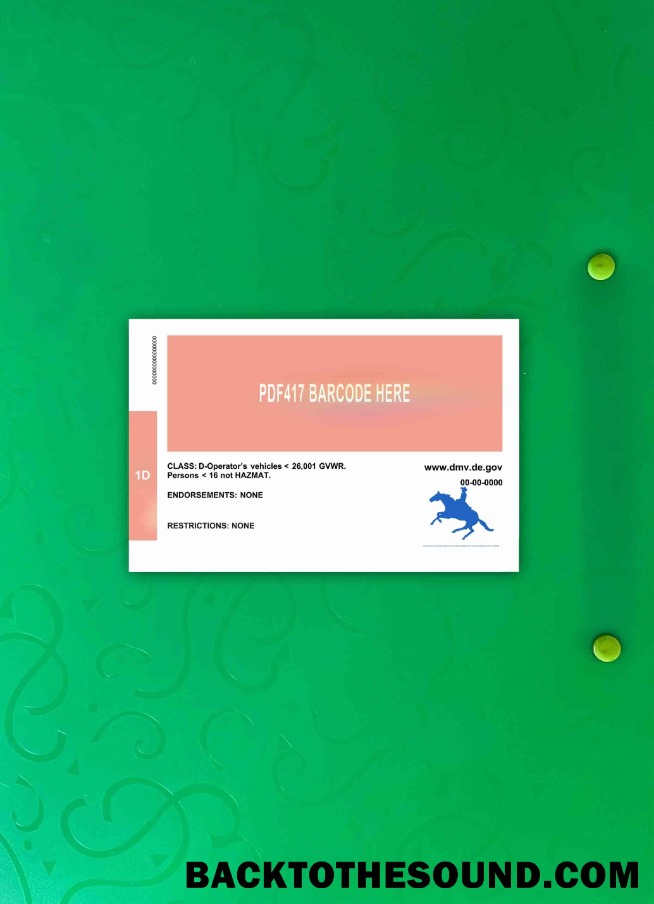 00000000000000000
PDF417 BARCODE HERE
1D
CLASS: D-Operator's vehicles < 26,001 GVWR.
Persons < 16 not HAZMAT.
ENDORSEMENTS: NONE
RESTRICTIONS: NONE
www.dmv.de.gov
00-00-0000
BACKTOTHESOUND.COM